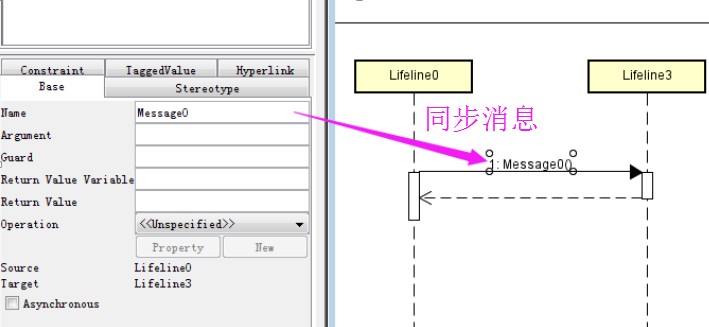 Constraint TaggedValue Hyperlink
Base Stereotype
Name Message0
Argument
Guard
Return Value Variable
Return Value
Operation <<Unspecified>>
Property New
Source Lifeline0
Target Lifeline3
Asynchronous
Lifeline0 Lifeline3
同步消息
1: Message0()